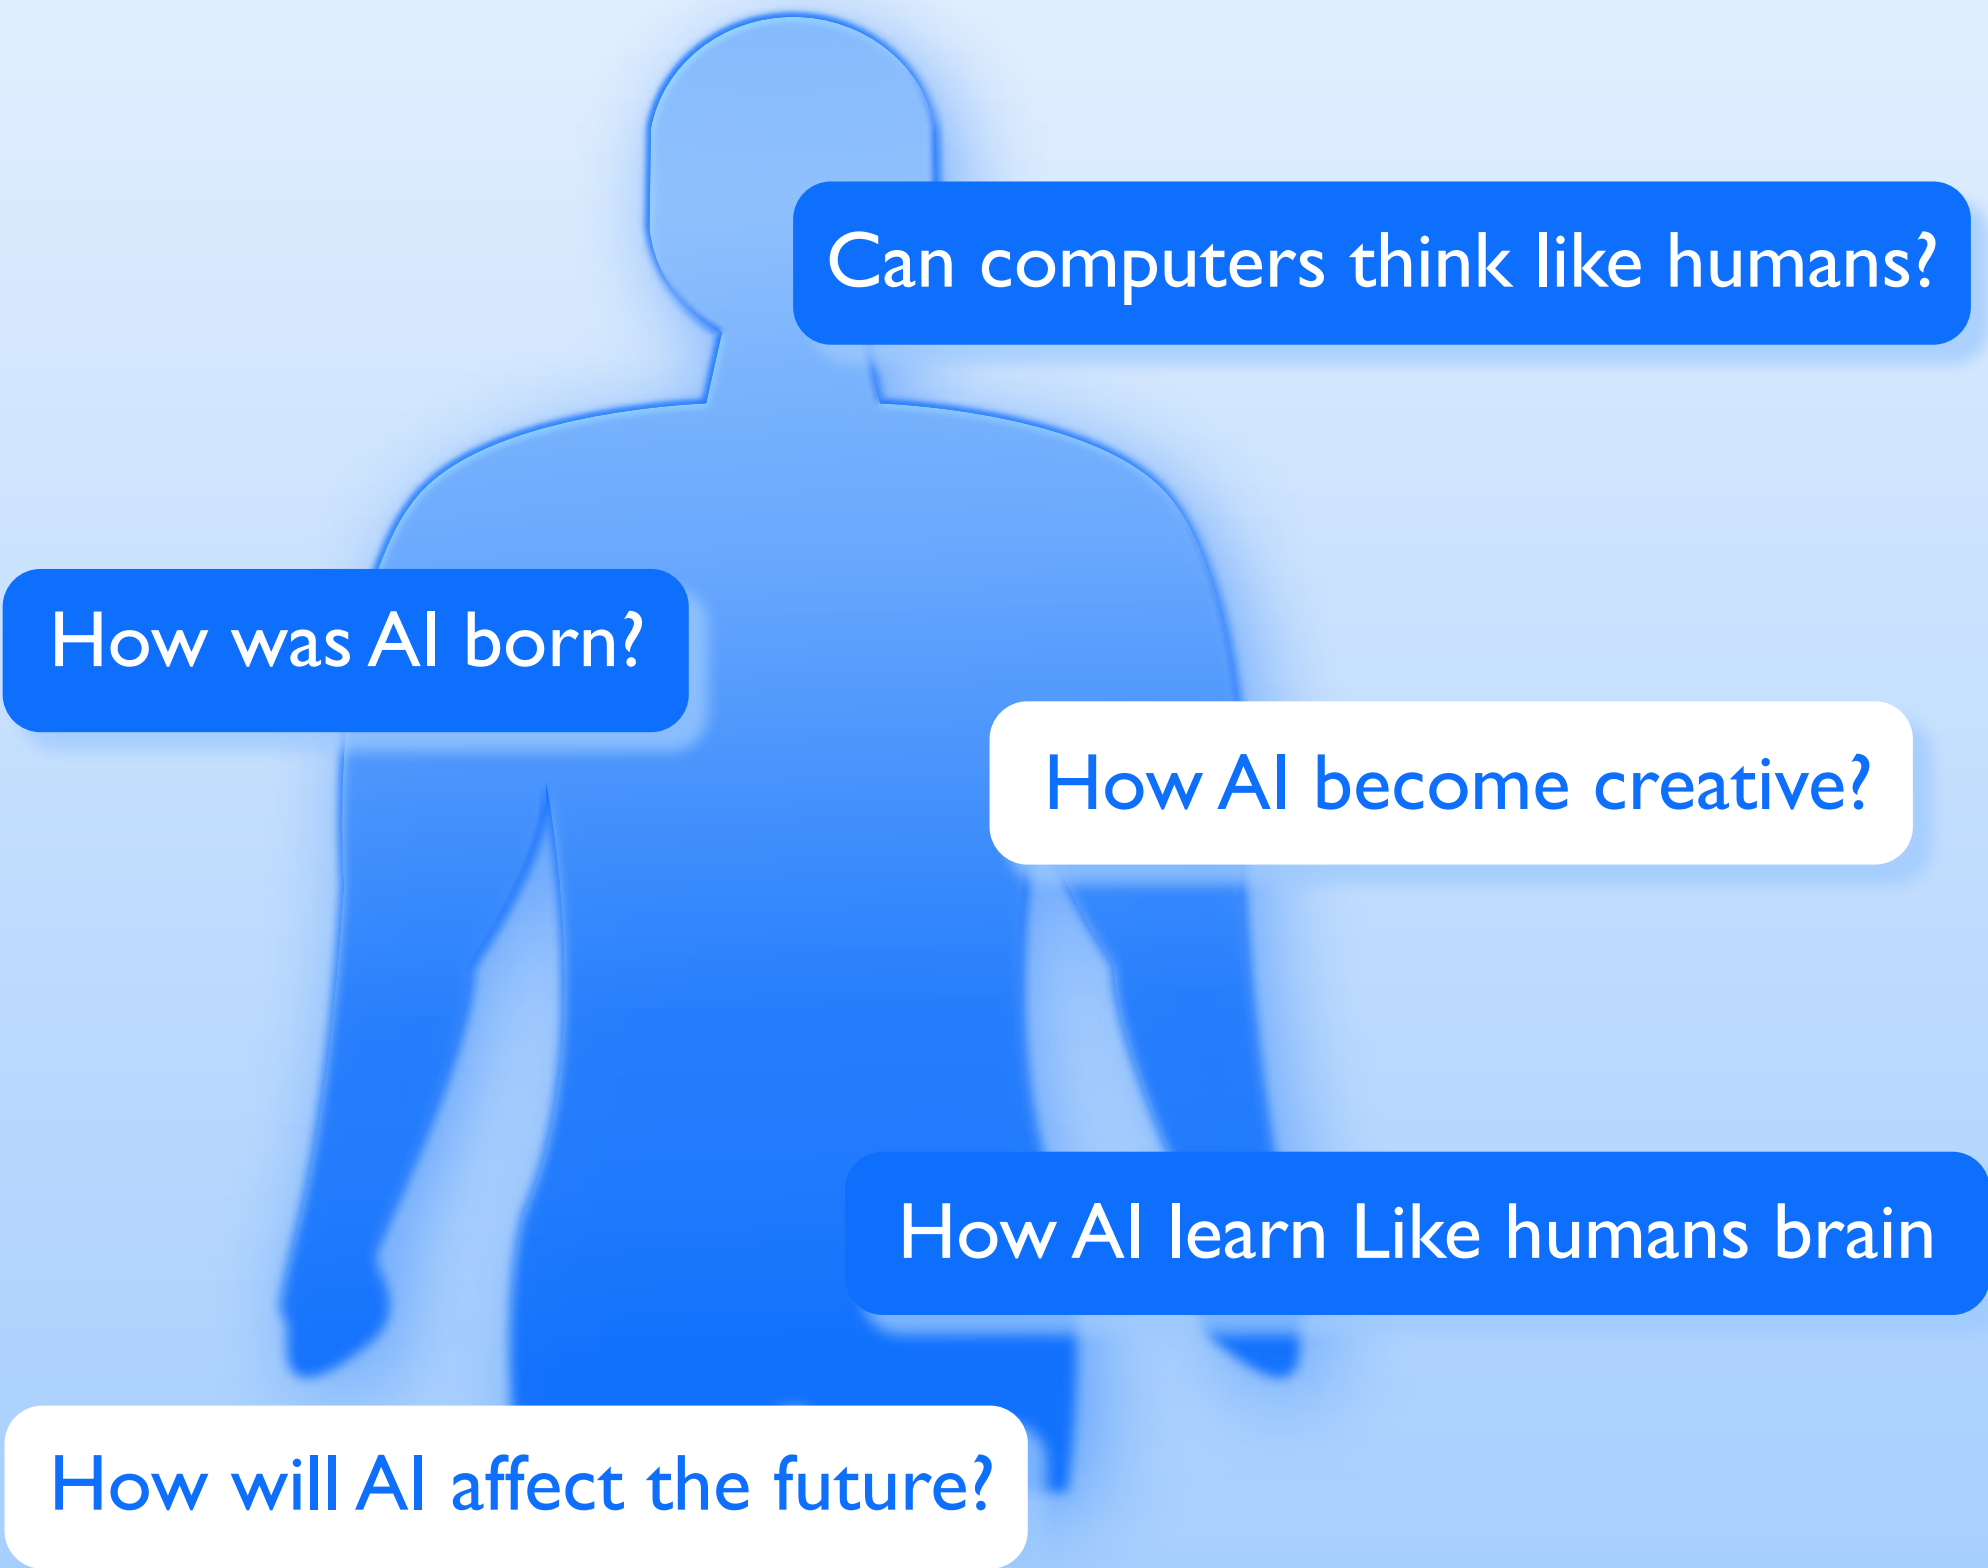 Can computers think like humans?
How was AI born?
How AI become creative?
How AI learn Like humans brain
How will AI affect the future?